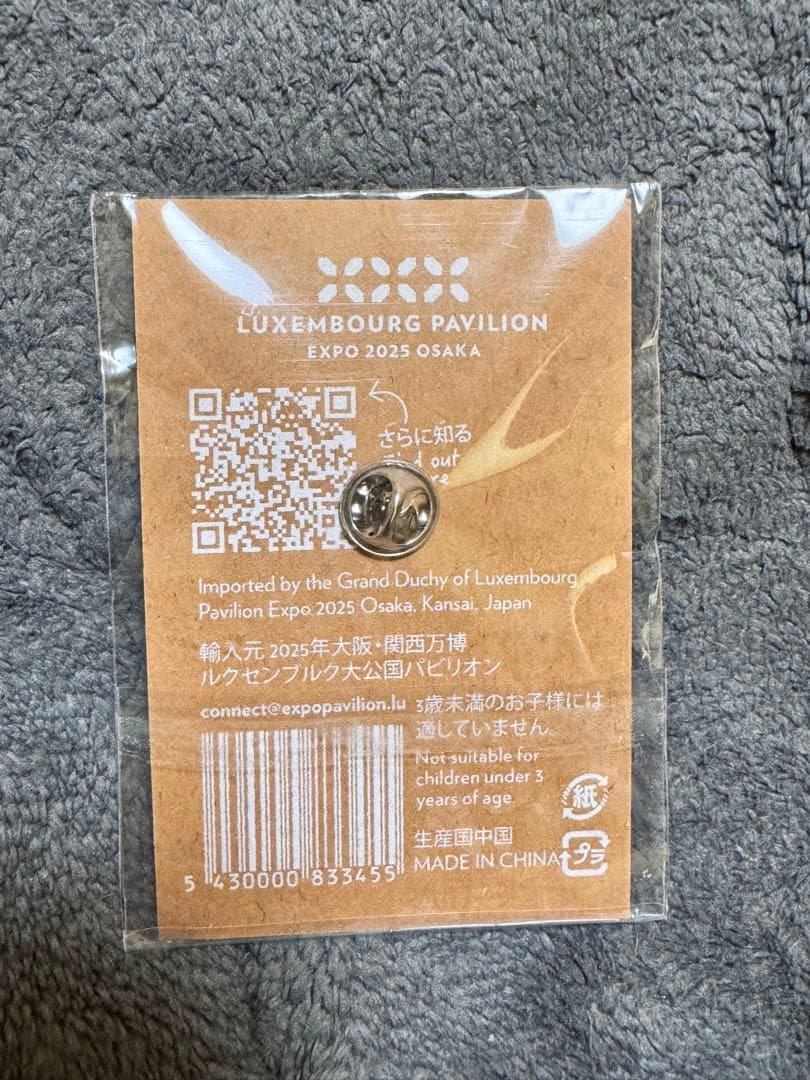 LUXEMBOURG PAVILION
EXPO 2025 OSAKA
さらに知る
out
Imported by the Grand Duchy of Luxembourg
Pavilion Expo 2025 Osaka, Kansai, Japan
輸入元 2025年大阪・関西万博
ルクセンブルク大公国パビリオン
connect@expopavilion.lu
3歳未満のお子様には
適していません。
Not suitable for
children under 3
years of age.
紙
生産国中国
MADE IN CHINA
プラ
5 430000 833455